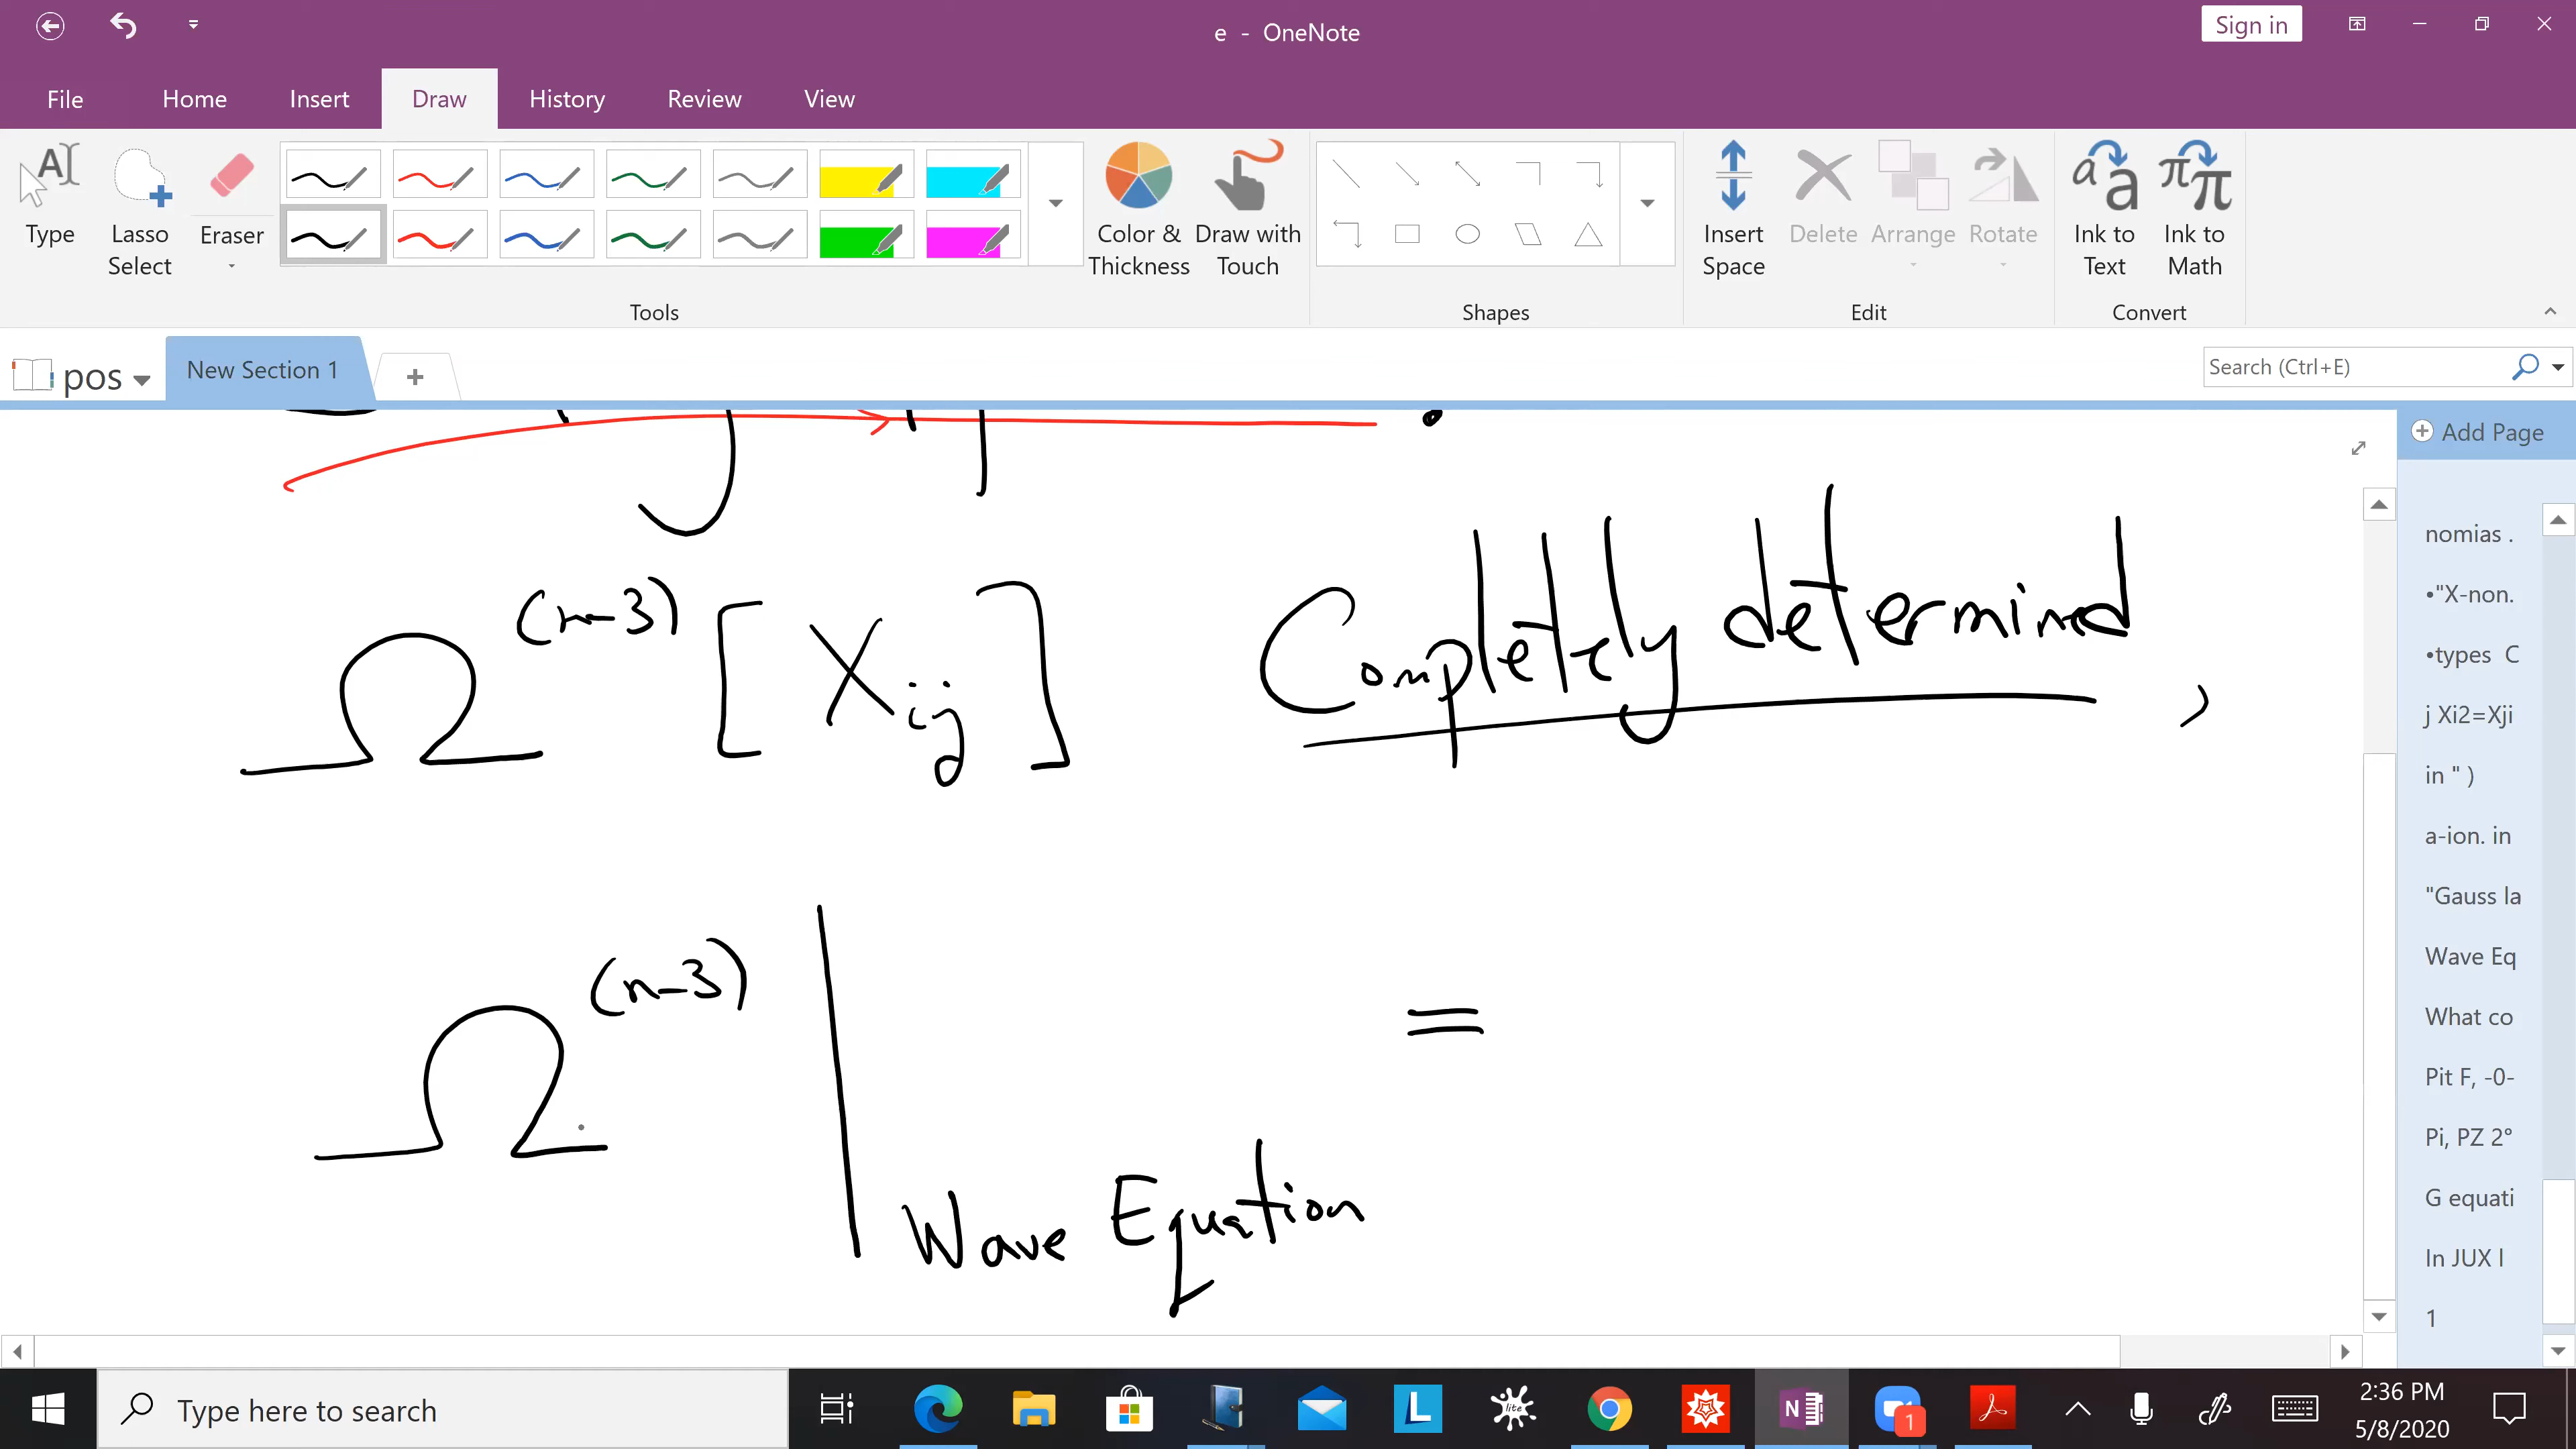 e - OneNote
Sign in
File Home Insert Draw History Review View
Type
Lasso Select
Eraser
Color & Thickness
Draw with Touch
Insert Space
Delete
Arrange
Rotate
Ink to Text
Ink to Math
Tools
Shapes
Edit
Convert
pos
New Section 1
Search (Ctrl+E)
Add Page
Ω^(n-3) [X_ij] Completely determined ,
Ω^(n-3) | Wave Equation =
nomias .
•"X-non.
•types C
j Xi2=Xji
in " )
a-ion. in
"Gauss la
Wave Eq
What co
Pit F, -0-
Pi, PZ 2°
G equati
In JUX l
1
Type here to search
L
lite
N
1
2:36 PM
5/8/2020